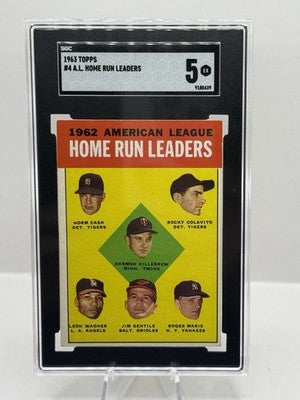 SGC
1963 TOPPS
#4 A.L. HOME RUN LEADERS
5 EX
9180439
1962 AMERICAN LEAGUE
HOME RUN LEADERS
NORM CASH
DET. TIGERS
ROCKY COLAVITO
DET. TIGERS
HARMON KILLEBREW
MINN. TWINS
LEON WAGNER
L. A. ANGELS
JIM GENTILE
BALT. ORIOLES
ROGER MARIS
N. Y. YANKEES